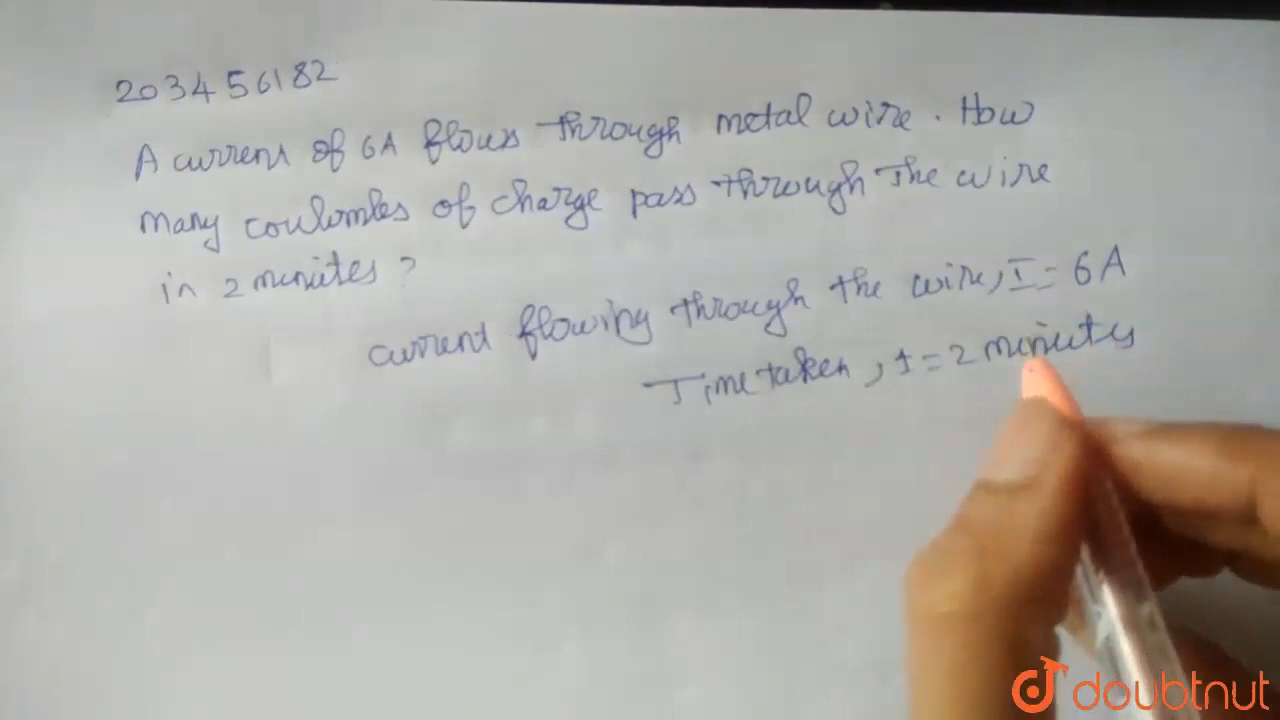 203456182
A current of 6A flows through metal wire. How
many coulombs of charge pass through the wire
in 2 minutes?
current flowing through the wire, I = 6A
Time taken, t = 2 minutes
doubtnut